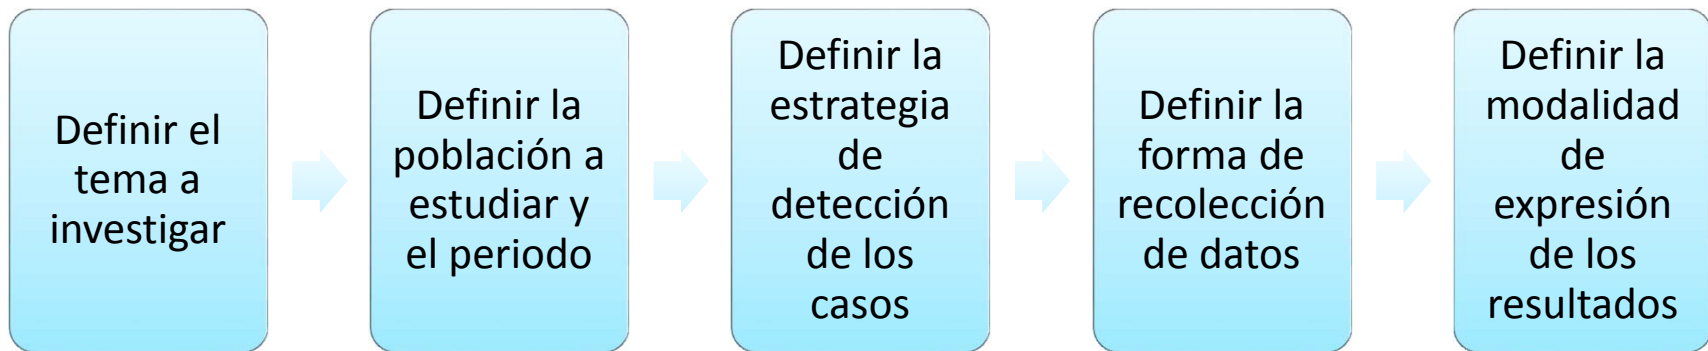 Definir el
tema a
investigar
Definir la
población a
estudiar y
el periodo
Definir la
estrategia
de
detección
de los
casos
Definir la
forma de
recolección
de datos
Definir la
modalidad
de
expresión
de los
resultados